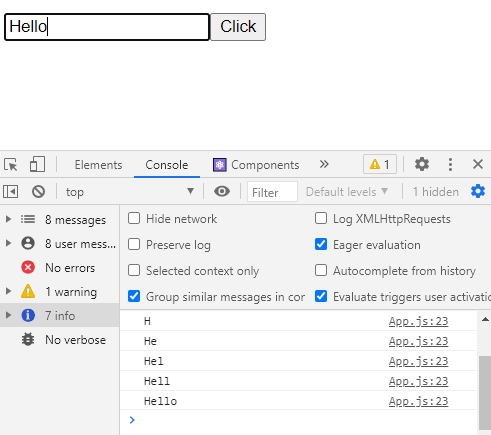 Hello Click
Elements Console Components » 1
top Filter Default levels 1 hidden
8 messages
8 user mess...
No errors
1 warning
7 info
No verbose
Hide network Log XMLHttpRequests
Preserve log Eager evaluation
Selected context only Autocomplete from history
Group similar messages in cor Evaluate triggers user activatio
H App.js:23
He App.js:23
Hel App.js:23
Hell App.js:23
Hello App.js:23
>